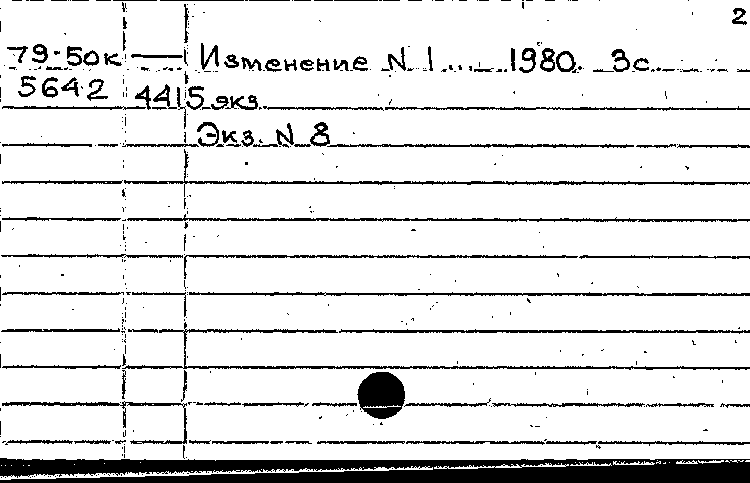 2
79-50к — Изменение N 1 ... 1980. 3с.
5642 4415 экз.
Экз. N 8